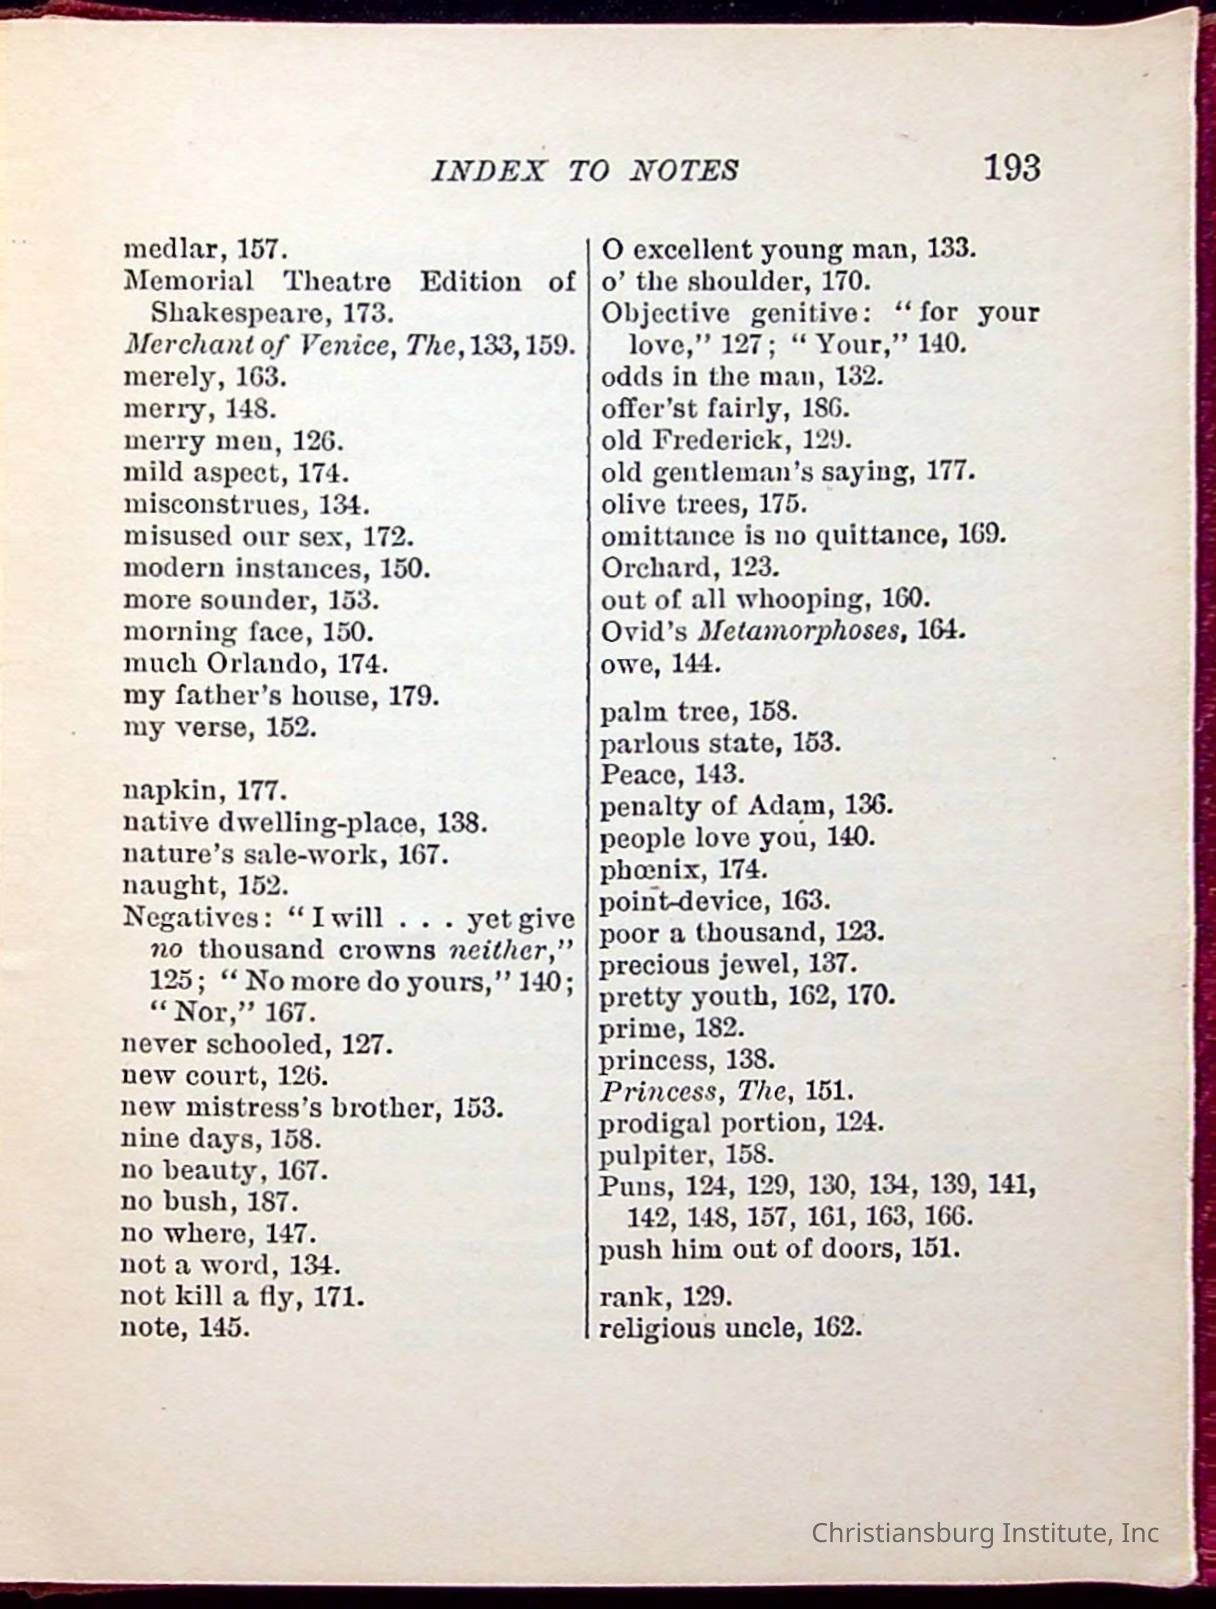 INDEX TO NOTES 193
medlar, 157.
Memorial Theatre Edition of
Shakespeare, 173.
Merchant of Venice, The, 133, 159.
merely, 163.
merry, 148.
merry men, 126.
mild aspect, 174.
misconstrues, 134.
misused our sex, 172.
modern instances, 150.
more sounder, 153.
morning face, 150.
much Orlando, 174.
my father's house, 179.
my verse, 152.
napkin, 177.
native dwelling-place, 138.
nature's sale-work, 167.
naught, 152.
Negatives: "I will . . . yet give
no thousand crowns neither,"
125; "No more do yours," 140;
"Nor," 167.
never schooled, 127.
new court, 126.
new mistress's brother, 153.
nine days, 158.
no beauty, 167.
no bush, 187.
no where, 147.
not a word, 134.
not kill a fly, 171.
note, 145.
O excellent young man, 133.
o' the shoulder, 170.
Objective genitive: "for your
love," 127; "Your," 140.
odds in the man, 132.
offer'st fairly, 186.
old Frederick, 129.
old gentleman's saying, 177.
olive trees, 175.
omittance is no quittance, 169.
Orchard, 123.
out of all whooping, 160.
Ovid's Metamorphoses, 164.
owe, 144.
palm tree, 158.
parlous state, 153.
Peace, 143.
penalty of Adam, 136.
people love you, 140.
phœnix, 174.
point-device, 163.
poor a thousand, 123.
precious jewel, 137.
pretty youth, 162, 170.
prime, 182.
princess, 138.
Princess, The, 151.
prodigal portion, 124.
pulpiter, 158.
Puns, 124, 129, 130, 134, 139, 141,
142, 148, 157, 161, 163, 166.
push him out of doors, 151.
rank, 129.
religious uncle, 162.
Christiansburg Institute, Inc